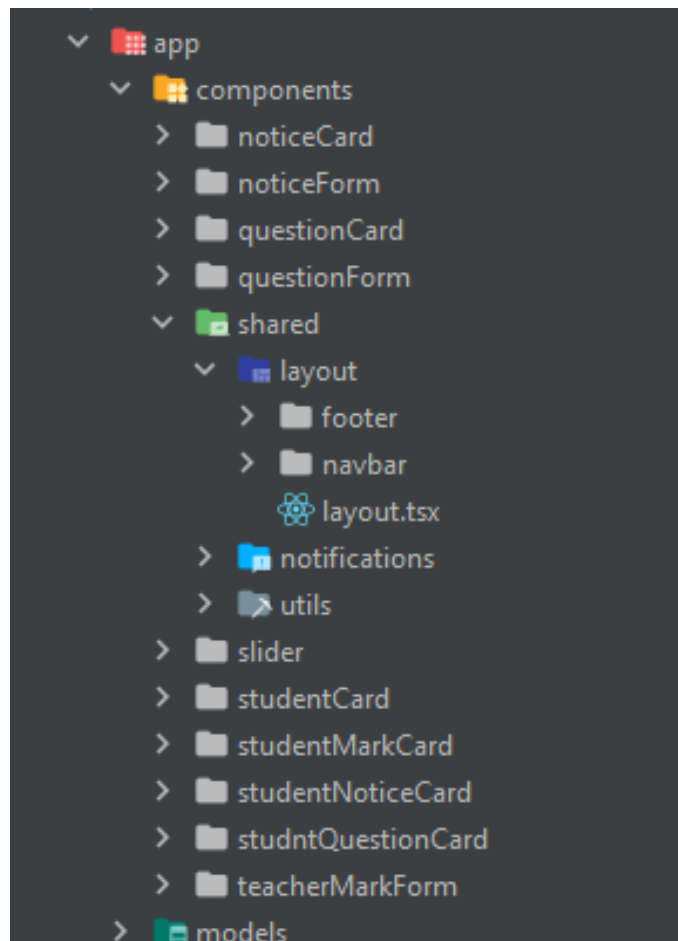 app
components
noticeCard
noticeForm
questionCard
questionForm
shared
layout
footer
navbar
layout.tsx
notifications
utils
slider
studentCard
studentMarkCard
studentNoticeCard
studntQuestionCard
teacherMarkForm
models